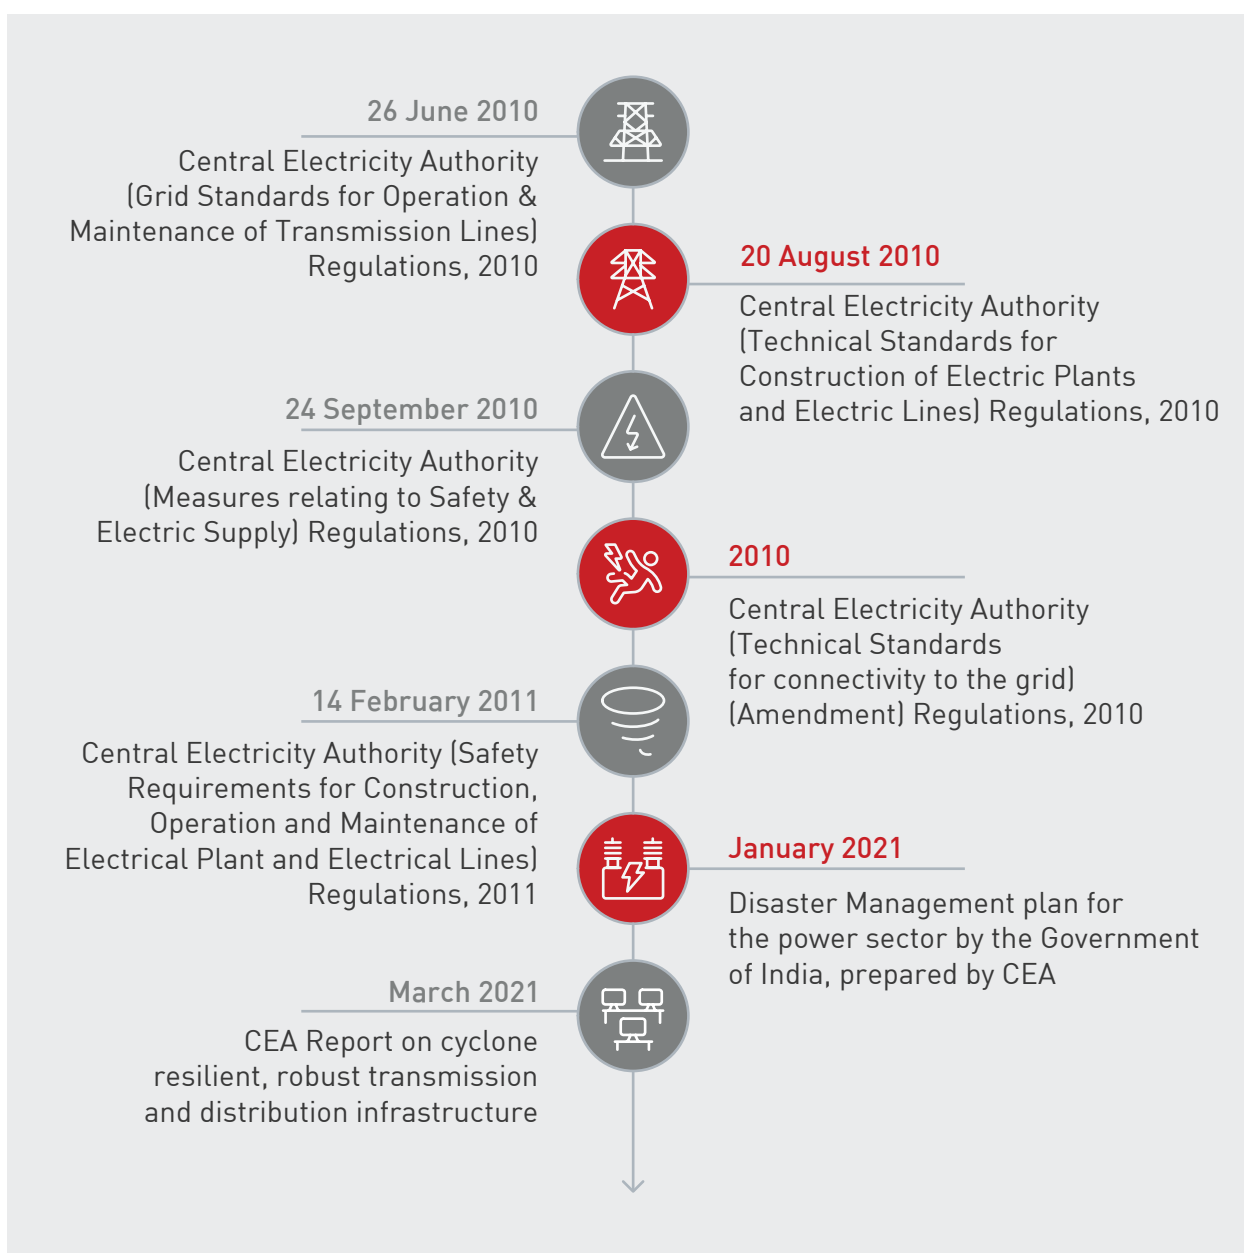 26 June 2010
Central Electricity Authority
(Grid Standards for Operation &
Maintenance of Transmission Lines)
Regulations, 2010
20 August 2010
Central Electricity Authority
(Technical Standards for
Construction of Electric Plants
and Electric Lines) Regulations, 2010
24 September 2010
Central Electricity Authority
(Measures relating to Safety &
Electric Supply) Regulations, 2010
2010
Central Electricity Authority
(Technical Standards
for connectivity to the grid)
(Amendment) Regulations, 2010
14 February 2011
Central Electricity Authority (Safety
Requirements for Construction,
Operation and Maintenance of
Electrical Plant and Electrical Lines)
Regulations, 2011
January 2021
Disaster Management plan for
the power sector by the Government
of India, prepared by CEA
March 2021
CEA Report on cyclone
resilient, robust transmission
and distribution infrastructure